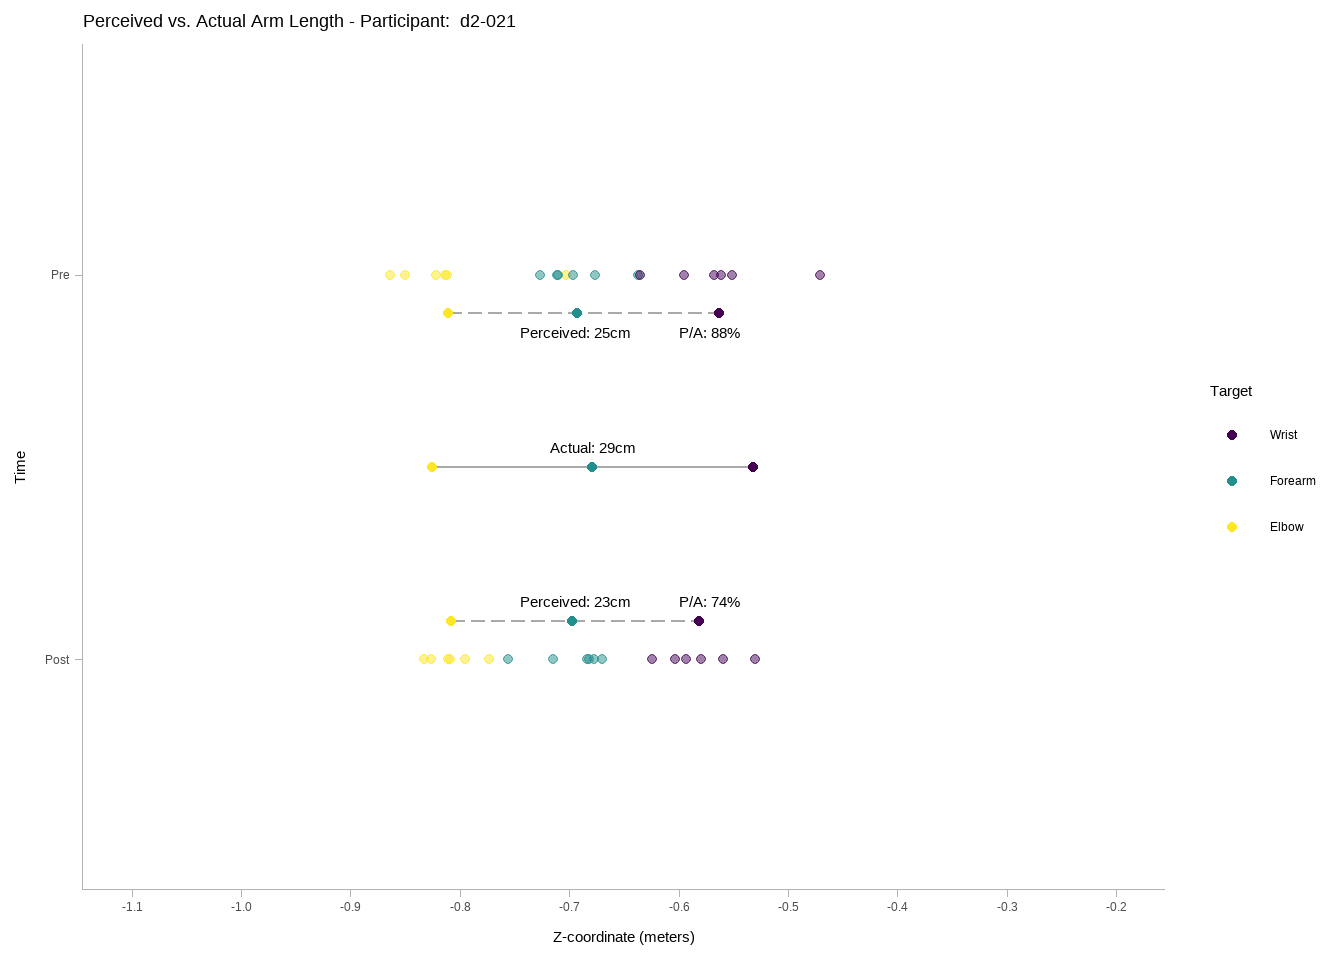 Perceived vs. Actual Arm Length - Participant:  d2-021
Pre
Perceived: 25cm
P/A: 88%
Actual: 29cm
Time
Perceived: 23cm
P/A: 74%
Post
Target
Wrist
Forearm
Elbow
-1.1
-1.0
-0.9
-0.8
-0.7
-0.6
-0.5
-0.4
-0.3
-0.2
Z-coordinate (meters)